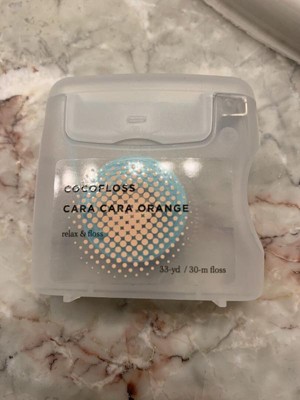 COCOFLOSS
CARA CARA ORANGE
relax & floss
33-yd / 30-m floss